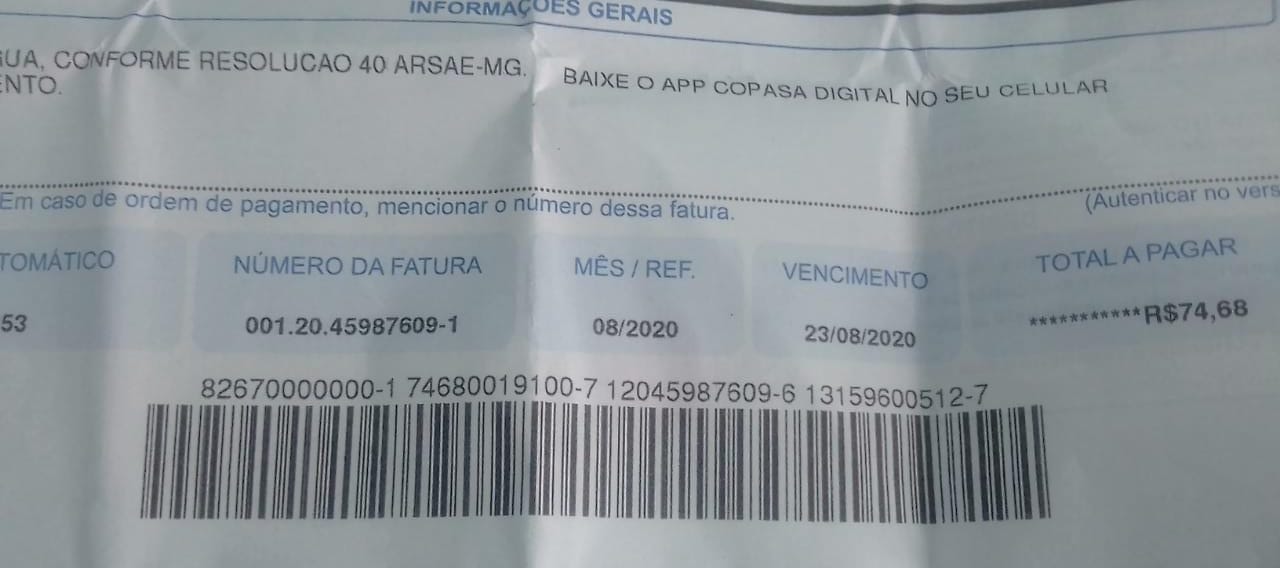 INFORMAÇÕES GERAIS
GUA, CONFORME RESOLUCAO 40 ARSAE-MG. BAIXE O APP COPASA DIGITAL NO SEU CELULAR
ENTO.
Em caso de ordem de pagamento, mencionar o número dessa fatura. (Autenticar no vers
TOMÁTICO NÚMERO DA FATURA MÊS / REF. VENCIMENTO TOTAL A PAGAR
53 001.20.45987609-1 08/2020 23/08/2020 ***********R$74,68
82670000000-1 74680019100-7 12045987609-6 13159600512-7